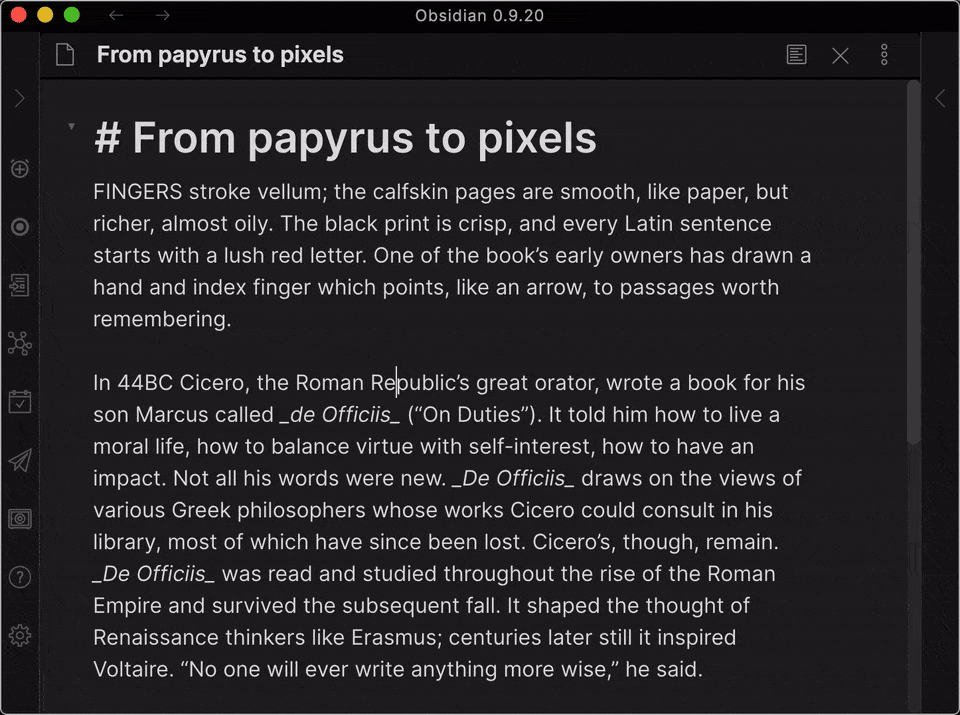 Obsidian 0.9.20
From papyrus to pixels
# From papyrus to pixels
FINGERS stroke vellum; the calfskin pages are smooth, like paper, but
richer, almost oily. The black print is crisp, and every Latin sentence
starts with a lush red letter. One of the book’s early owners has drawn a
hand and index finger which points, like an arrow, to passages worth
remembering.
In 44BC Cicero, the Roman Republic’s great orator, wrote a book for his
son Marcus called _de Officiis_ (“On Duties”). It told him how to live a
moral life, how to balance virtue with self-interest, how to have an
impact. Not all his words were new. _De Officiis_ draws on the views of
various Greek philosophers whose works Cicero could consult in his
library, most of which have since been lost. Cicero’s, though, remain.
_De Officiis_ was read and studied throughout the rise of the Roman
Empire and survived the subsequent fall. It shaped the thought of
Renaissance thinkers like Erasmus; centuries later still it inspired
Voltaire. “No one will ever write anything more wise,” he said.